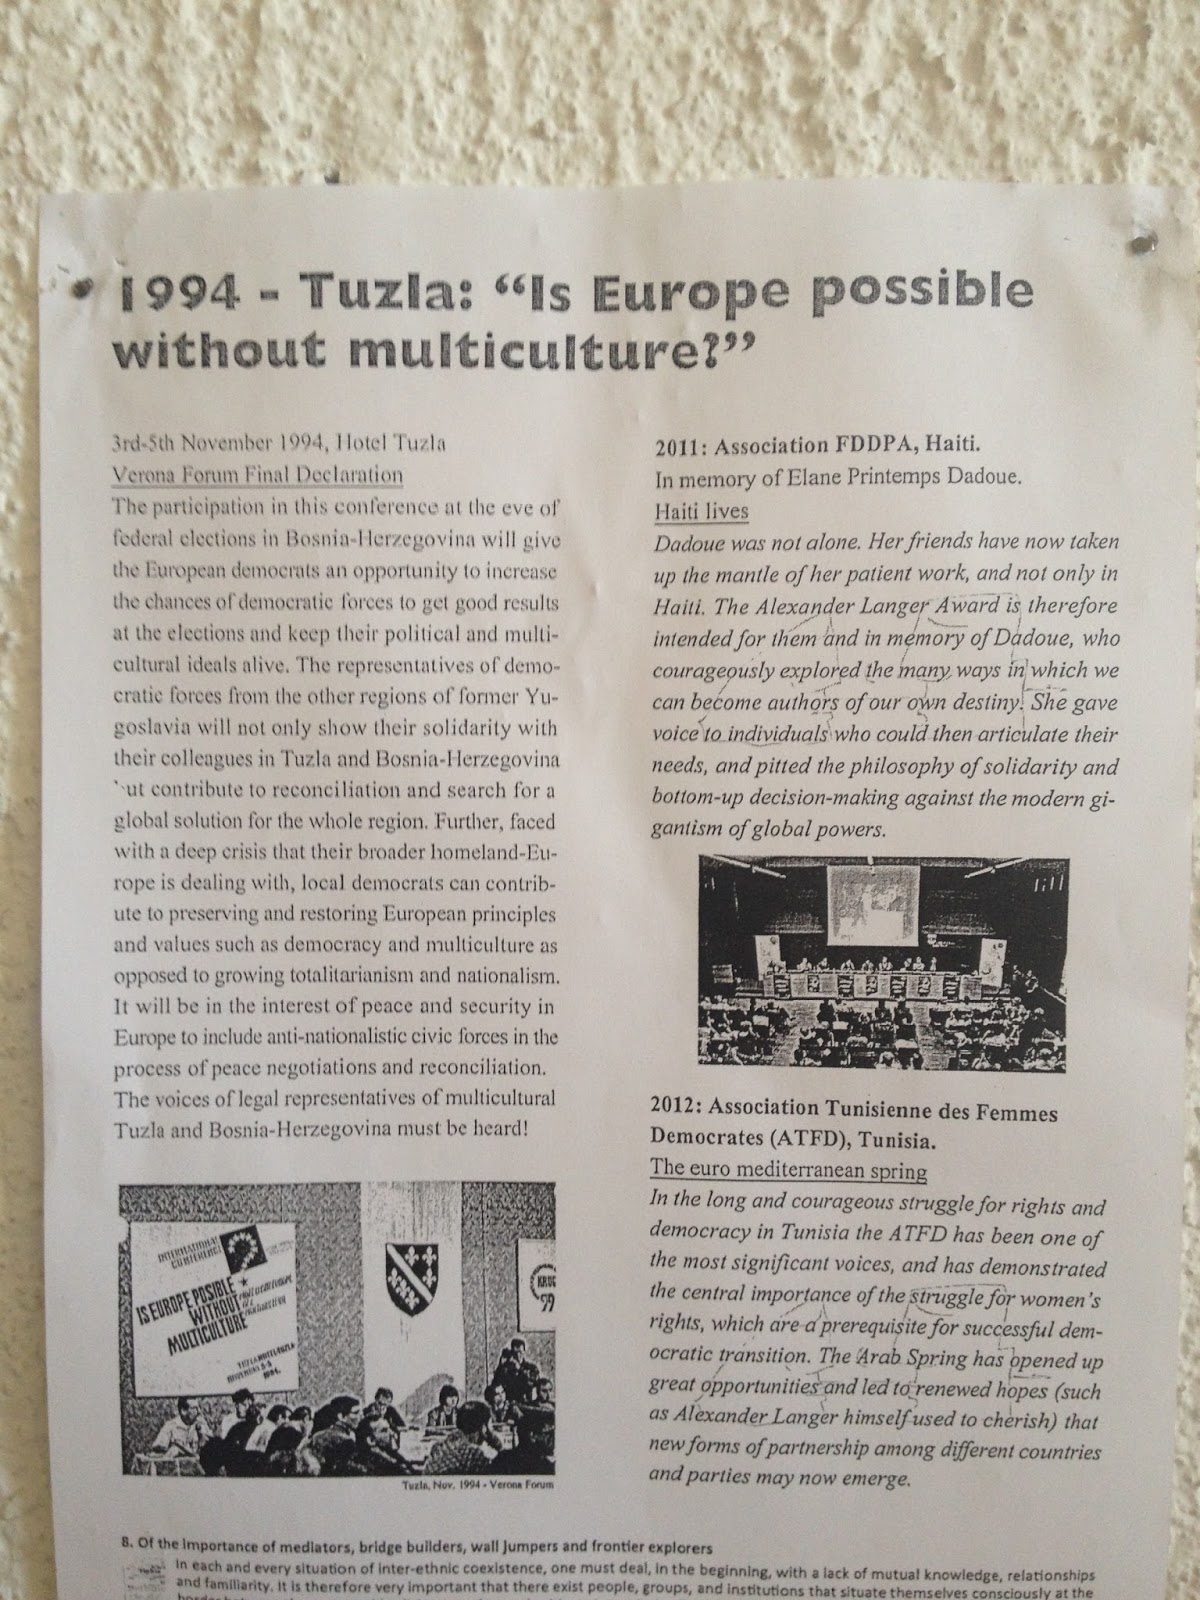 1994 - Tuzla: “Is Europe possible
without multiculture?”
3rd-5th November 1994, Hotel Tuzla
Verona Forum Final Declaration
The participation in this conference at the eve of
federal elections in Bosnia-Herzegovina will give
the European democrats an opportunity to increase
the chances of democratic forces to get good results
at the elections and keep their political and multi-
cultural ideals alive. The representatives of demo-
cratic forces from the other regions of former Yu-
goslavia will not only show their solidarity with
their colleagues in Tuzla and Bosnia-Herzegovina
ut contribute to reconciliation and search for a
global solution for the whole region. Further, faced
with a deep crisis that their broader homeland-Eu-
rope is dealing with, local democrats can contrib-
ute to preserving and restoring European principles
and values such as democracy and multiculture as
opposed to growing totalitarianism and nationalism.
It will be in the interest of peace and security in
Europe to include anti-nationalistic civic forces in the
process of peace negotiations and reconciliation.
The voices of legal representatives of multicultural
Tuzla and Bosnia-Herzegovina must be heard!
INTERNATIONAL
CONFERENCE
IS EUROPE POSIBLE
WITHOUT
MULTICULTURE
NOVEMBER 3-5
1994.
KRUG
99
Tuzla, Nov. 1994 - Verona Forum
2011: Association FDDPA, Haiti.
In memory of Elane Printemps Dadoue.
Haiti lives
Dadoue was not alone. Her friends have now taken
up the mantle of her patient work, and not only in
Haiti. The Alexander Langer Award is therefore
intended for them and in memory of Dadoue, who
courageously explored the many ways in which we
can become authors of our own destiny. She gave
voice to individuals who could then articulate their
needs, and pitted the philosophy of solidarity and
bottom-up decision-making against the modern gi-
gantism of global powers.
2012: Association Tunisienne des Femmes
Democrates (ATFD), Tunisia.
The euro mediterranean spring
In the long and courageous struggle for rights and
democracy in Tunisia the ATFD has been one of
the most significant voices, and has demonstrated
the central importance of the struggle for women’s
rights, which are a prerequisite for successful dem-
ocratic transition. The Arab Spring has opened up
great opportunities and led to renewed hopes (such
as Alexander Langer himself used to cherish) that
new forms of partnership among different countries
and parties may now emerge.
8. Of the importance of mediators, bridge builders, wall jumpers and frontier explorers
In each and every situation of inter-ethnic coexistence, one must deal, in the beginning, with a lack of mutual knowledge, relationships
and familiarity. It is therefore very important that there exist people, groups, and institutions that situate themselves consciously at the